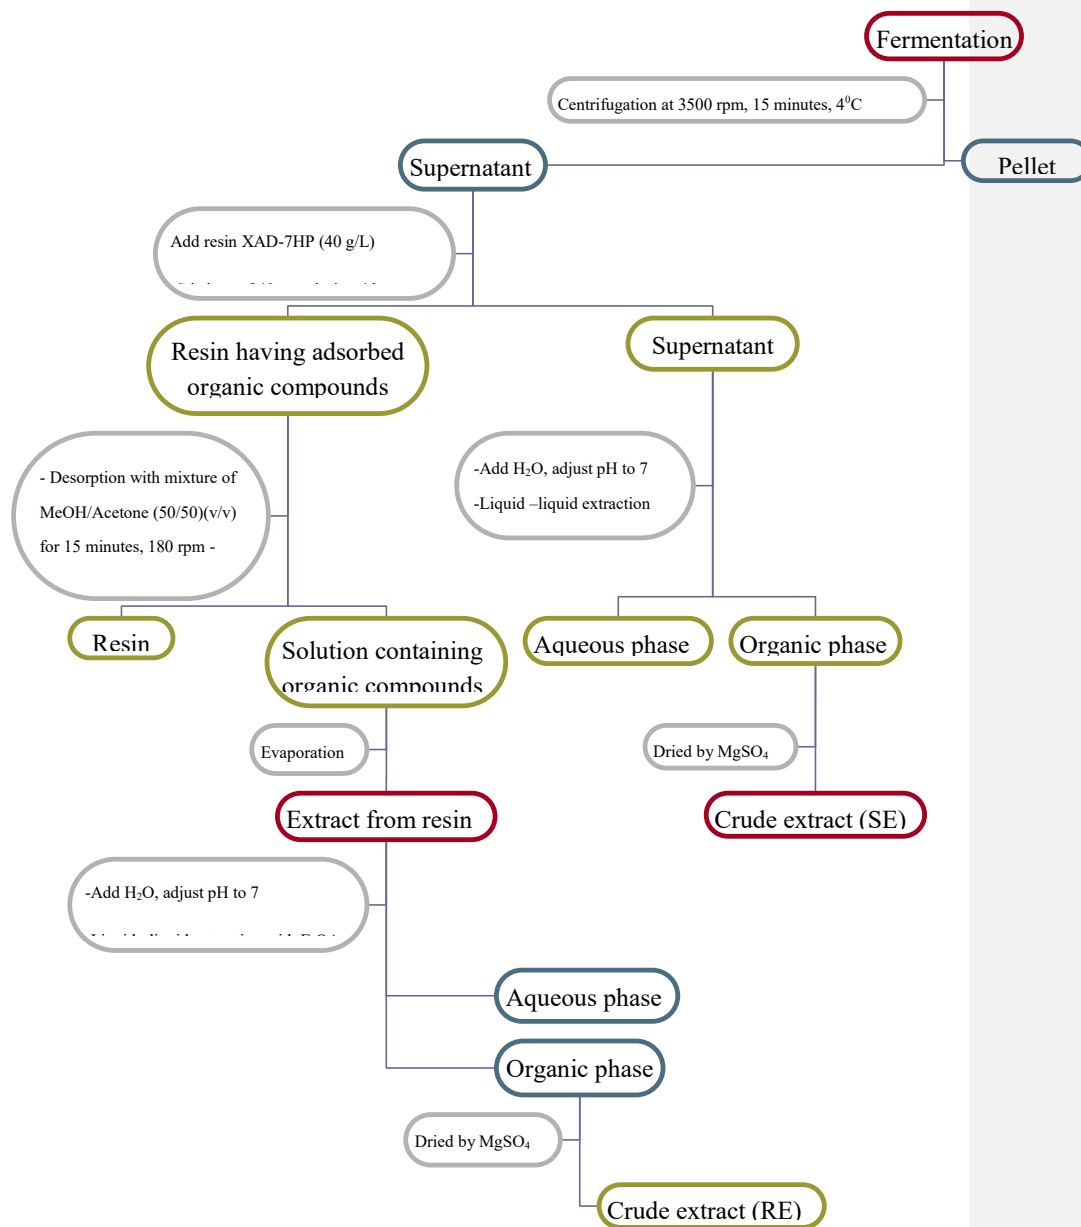 Fermentation
Centrifugation at 3500 rpm, 15 minutes, 4⁰C
Supernatant
Pellet
Add resin XAD-7HP (40 g/L)
Resin having adsorbed
organic compounds
Supernatant
- Desorption with mixture of
MeOH/Acetone (50/50)(v/v)
for 15 minutes, 180 rpm -
-Add H₂O, adjust pH to 7
-Liquid –liquid extraction
Resin
Solution containing
organic compounds
Aqueous phase
Organic phase
Evaporation
Dried by MgSO₄
Extract from resin
Crude extract (SE)
-Add H₂O, adjust pH to 7
Aqueous phase
Organic phase
Dried by MgSO₄
Crude extract (RE)